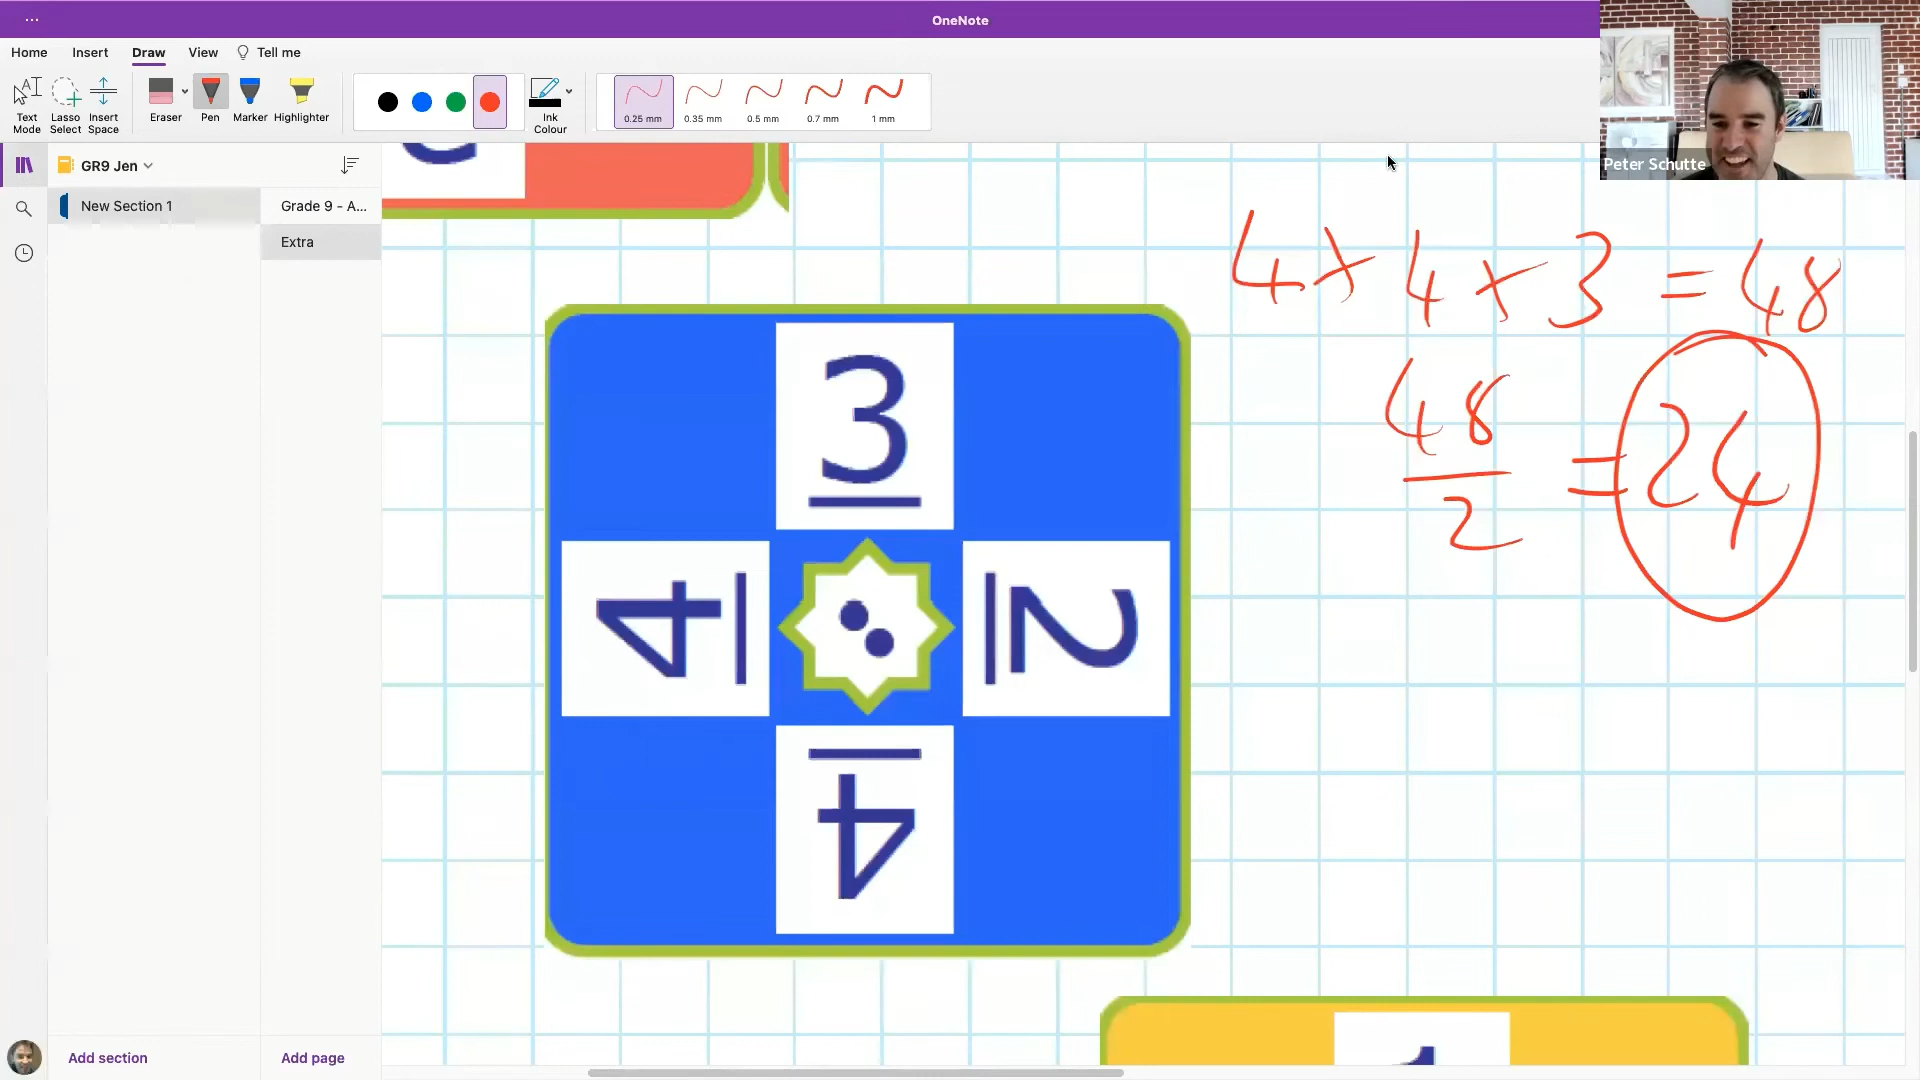 OneNote
Home Insert Draw View Tell me
Text Mode
Lasso Select
Insert Space
Eraser
Pen
Marker
Highlighter
Ink Colour
0.25 mm
0.35 mm
0.5 mm
0.7 mm
1 mm
Peter Schutte
GR9 Jen
New Section 1
Grade 9 - A...
Extra
4 × 4 × 3 = 48
48
2
= 24
3
4
2
4
1
Add section
Add page